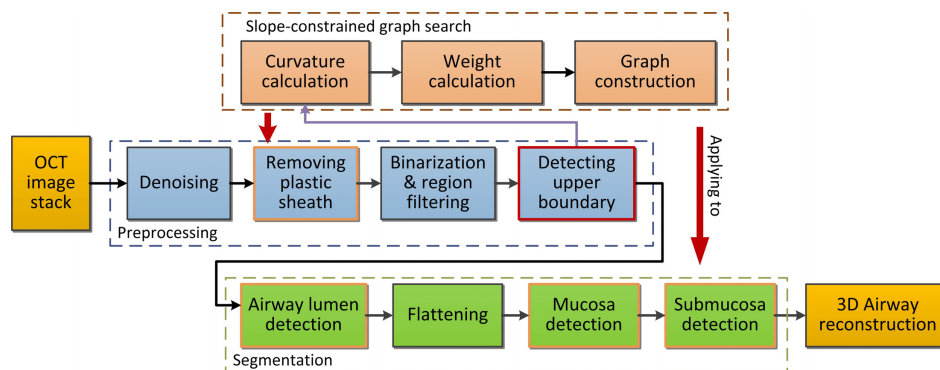 Slope-constrained graph search
Curvature
calculation
Weight
calculation
Graph
construction
OCT
image
stack
Denoising
Removing
plastic
sheath
Binarization
& region
filtering
Detecting
upper
boundary
Preprocessing
Applying to
Airway lumen
detection
Flattening
Mucosa
detection
Submucosa
detection
3D Airway
reconstruction
Segmentation